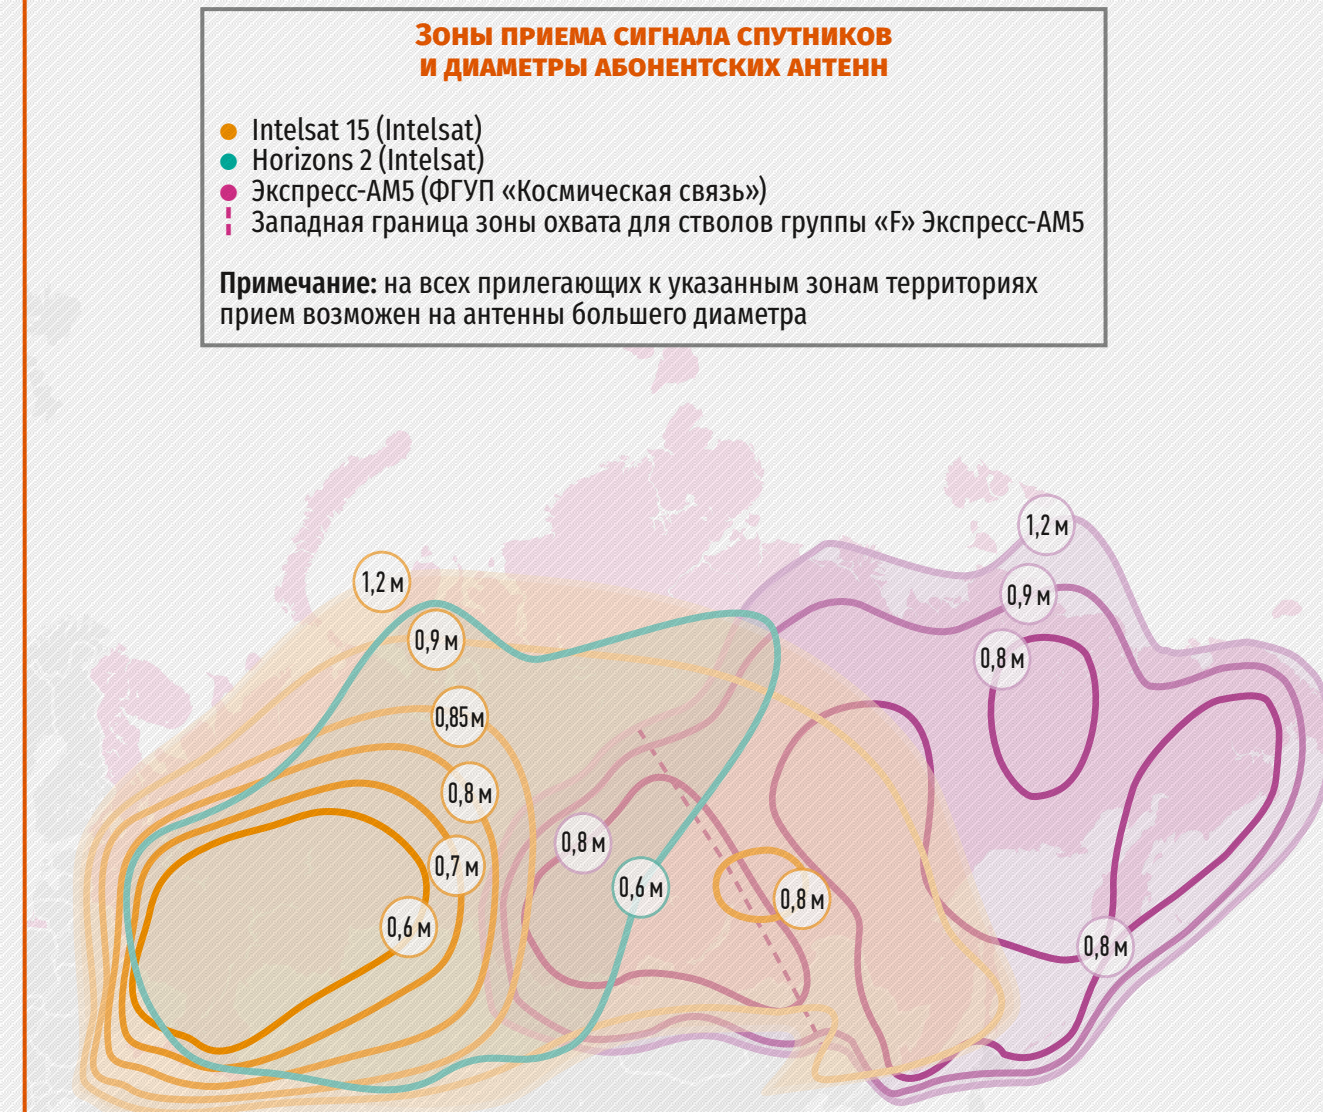 Зоны приема сигнала спутников
и диаметры абонентских антенн
Intelsat 15 (Intelsat)
Horizons 2 (Intelsat)
Экспресс-АМ5 (ФГУП «Космическая связь»)
Западная граница зоны охвата для стволов группы «F» Экспресс-АМ5
Примечание: на всех прилегающих к указанным зонам территориях
прием возможен на антенны большего диаметра
1,2 м
1,2 м
0,9 м
0,9 м
0,8 м
0,85 м
0,8 м
0,8 м
0,7 м
0,6 м
0,8 м
0,6 м
0,8 м